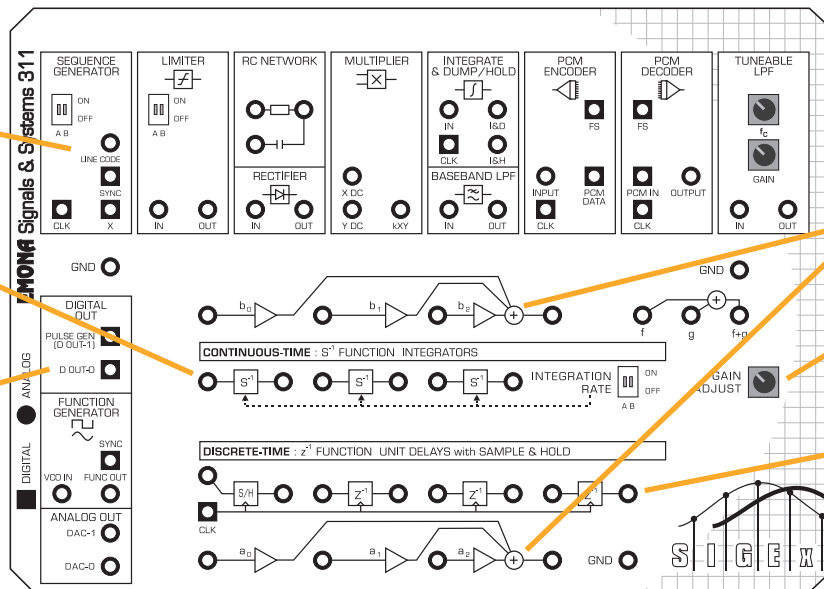 EMONA Signals & Systems 311
DIGITAL
ANALOG
SEQUENCE
GENERATOR
ON
OFF
A B
LINE CODE
SYNC
CLK
X
LIMITER
ON
OFF
A B
IN
OUT
RC NETWORK
RECTIFIER
IN
OUT
MULTIPLIER
X DC
Y DC
kXY
INTEGRATE
& DUMP/HOLD
IN
I&D
CLK
I&H
BASEBAND LPF
IN
OUT
PCM
ENCODER
FS
INPUT
PCM
DATA
CLK
PCM
DECODER
FS
PCM IN
OUTPUT
CLK
TUNEABLE
LPF
fc
GAIN
IN
OUT
GND
DIGITAL
OUT
PULSE GEN
(D OUT-1)
D OUT-0
FUNCTION
GENERATOR
SYNC
VCO IN
FUNC OUT
ANALOG OUT
DAC-1
DAC-0
b0
b1
b2
+
GND
+
f
g
f+g
CONTINUOUS-TIME : S-1 FUNCTION INTEGRATORS
S-1
S-1
S-1
INTEGRATION
RATE
ON
OFF
A B
GAIN
ADJUST
DISCRETE-TIME : z-1 FUNCTION UNIT DELAYS with SAMPLE & HOLD
S/H
Z-1
Z-1
Z-1
CLK
a0
a1
a2
+
GND
SIGEx